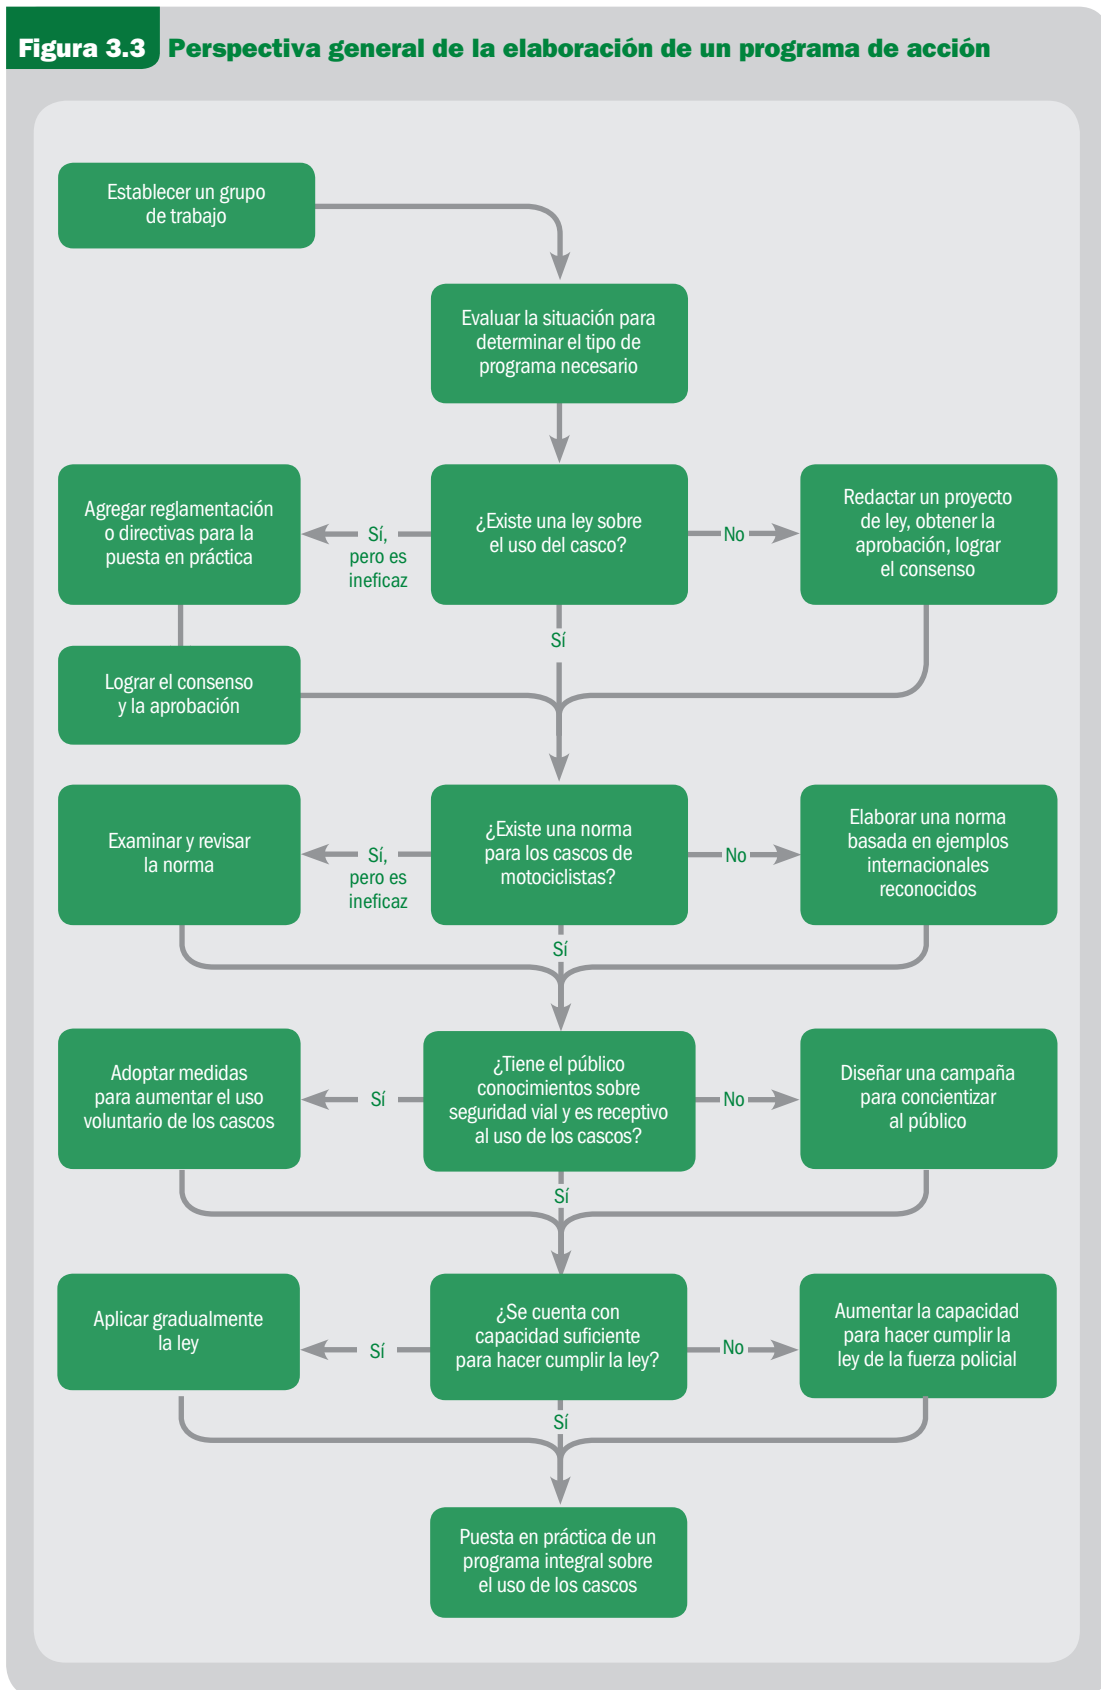 Figura 3.3 Perspectiva general de la elaboración de un programa de acción
Establecer un grupo
de trabajo
Evaluar la situación para
determinar el tipo de
programa necesario
Agregar reglamentación
o directivas para la
puesta en práctica
Sí,
pero es
ineficaz
¿Existe una ley sobre
el uso del casco?
No
Redactar un proyecto
de ley, obtener la
aprobación, lograr
el consenso
Sí
Lograr el consenso
y la aprobación
Examinar y revisar
la norma
Sí,
pero es
ineficaz
¿Existe una norma
para los cascos de
motociclistas?
No
Elaborar una norma
basada en ejemplos
internacionales
reconocidos
Sí
Adoptar medidas
para aumentar el uso
voluntario de los cascos
Sí
¿Tiene el público
conocimientos sobre
seguridad vial y es receptivo
al uso de los cascos?
No
Diseñar una campaña
para concientizar
al público
Sí
Aplicar gradualmente
la ley
Sí
¿Se cuenta con
capacidad suficiente
para hacer cumplir la ley?
No
Aumentar la capacidad
para hacer cumplir la
ley de la fuerza policial
Sí
Puesta en práctica de un
programa integral sobre
el uso de los cascos